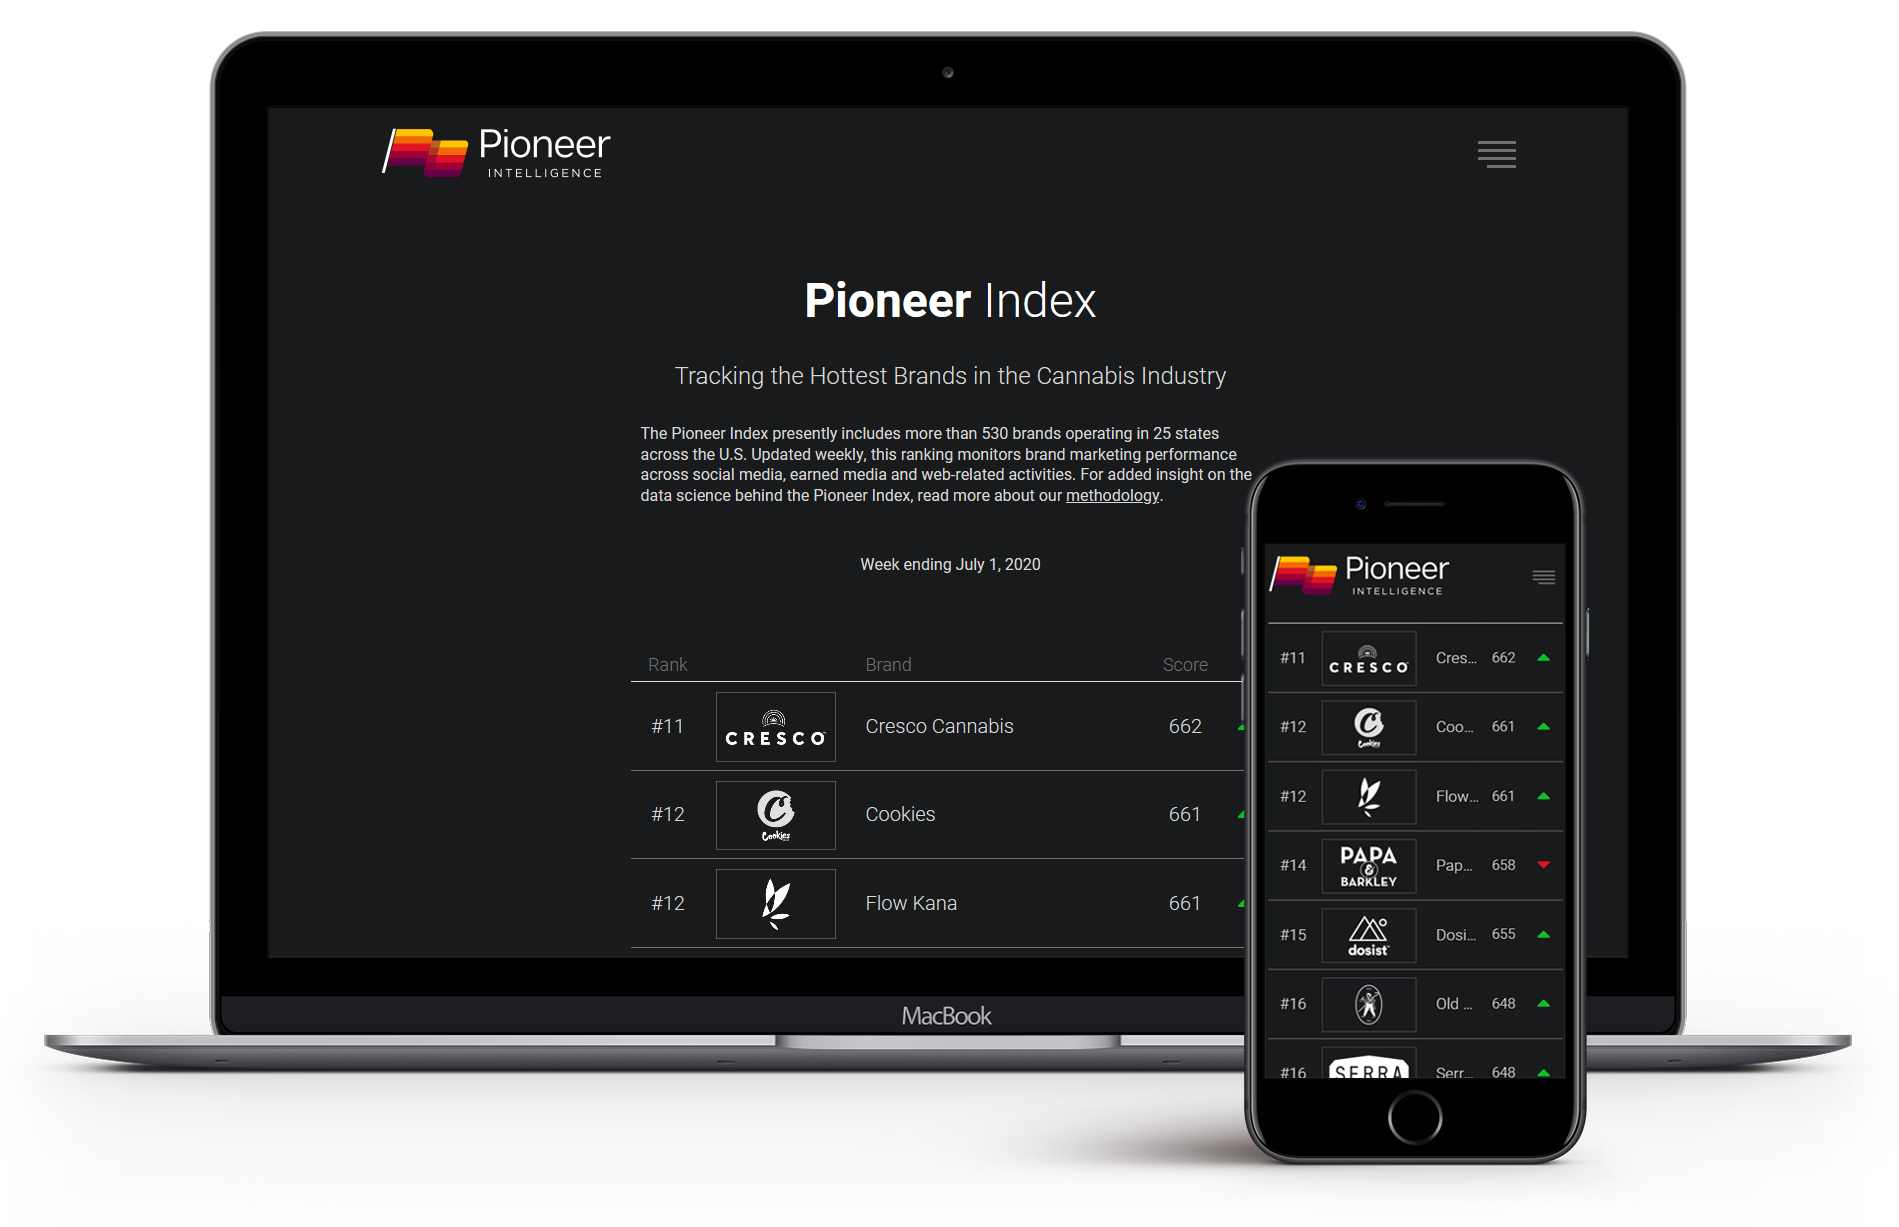 Pioneer
INTELLIGENCE
Pioneer Index
Tracking the Hottest Brands in the Cannabis Industry
The Pioneer Index presently includes more than 530 brands operating in 25 states
across the U.S. Updated weekly, this ranking monitors brand marketing performance
across social media, earned media and web-related activities. For added insight on the
data science behind the Pioneer Index, read more about our methodology.
Week ending July 1, 2020
Rank Brand Score
#11 CRESCO Cresco Cannabis 662
#12 Cookies Cookies 661
#12 Flow Kana 661
MacBook
Pioneer
INTELLIGENCE
#11 CRESCO Cres... 662
#12 Cookies Coo... 661
#12 Flow... 661
#14 PAPA & BARKLEY Pap... 658
#15 dosist Dosi... 655
#16 Old ... 648
#16 SERRA Serr... 648